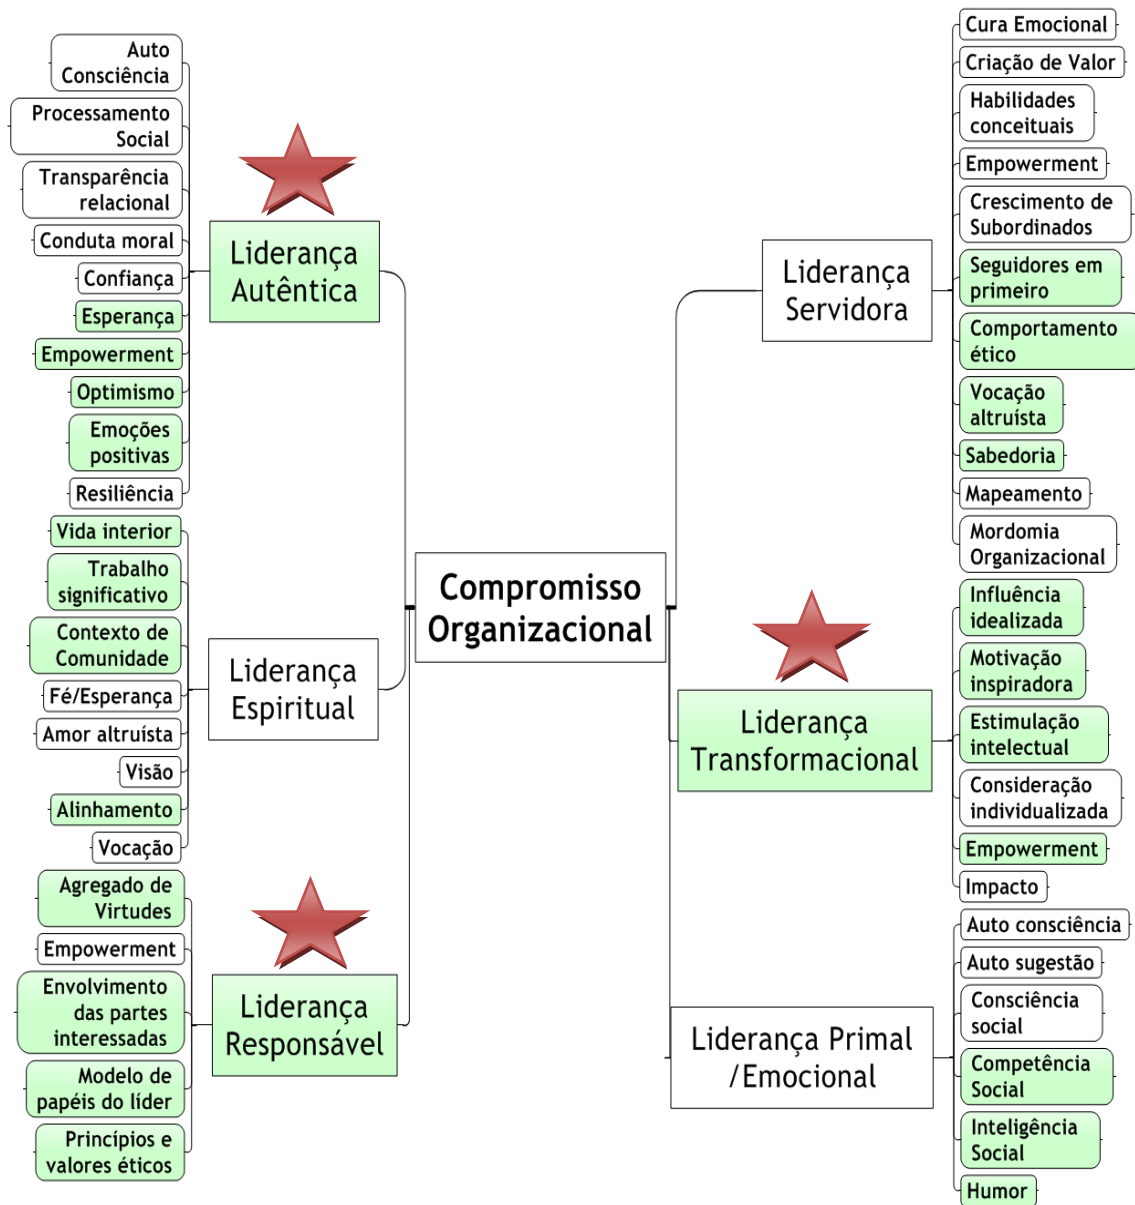 Auto
Consciência
Processamento
Social
Transparência
relacional
Conduta moral
Confiança
Esperança
Empowerment
Optimismo
Emoções
positivas
Resiliência
Liderança
Autêntica
Vida interior
Trabalho
significativo
Contexto de
Comunidade
Fé/Esperança
Amor altruísta
Visão
Alinhamento
Vocação
Liderança
Espiritual
Agregado de
Virtudes
Empowerment
Envolvimento
das partes
interessadas
Modelo de
papéis do líder
Princípios e
valores éticos
Liderança
Responsável
Compromisso
Organizacional
Liderança
Servidora
Cura Emocional
Criação de Valor
Habilidades
conceituais
Empowerment
Crescimento de
Subordinados
Seguidores em
primeiro
Comportamento
ético
Vocação
altruísta
Sabedoria
Mapeamento
Mordomia
Organizacional
Liderança
Transformacional
Influência
idealizada
Motivação
inspiradora
Estimulação
intelectual
Consideração
individualizada
Empowerment
Impacto
Liderança Primal
/Emocional
Auto consciência
Auto sugestão
Consciência
social
Competência
Social
Inteligência
Social
Humor